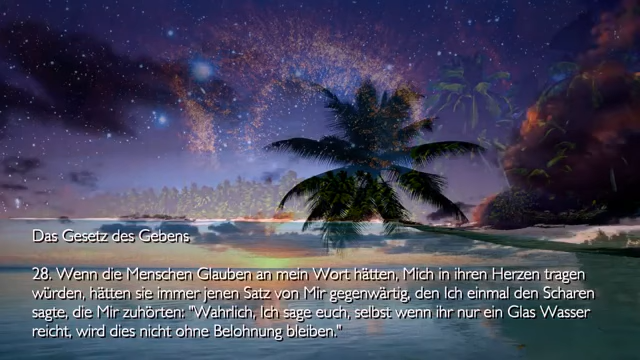 Das Gesetz des Gebens
28. Wenn die Menschen Glauben an mein Wort hätten, Mich in ihren Herzen tragen
würden, hätten sie immer jenen Satz von Mir gegenwärtig, den Ich einmal den Scharen
sagte, die Mir zuhörten: "Wahrlich, Ich sage euch, selbst wenn ihr nur ein Glas Wasser
reicht, wird dies nicht ohne Belohnung bleiben."